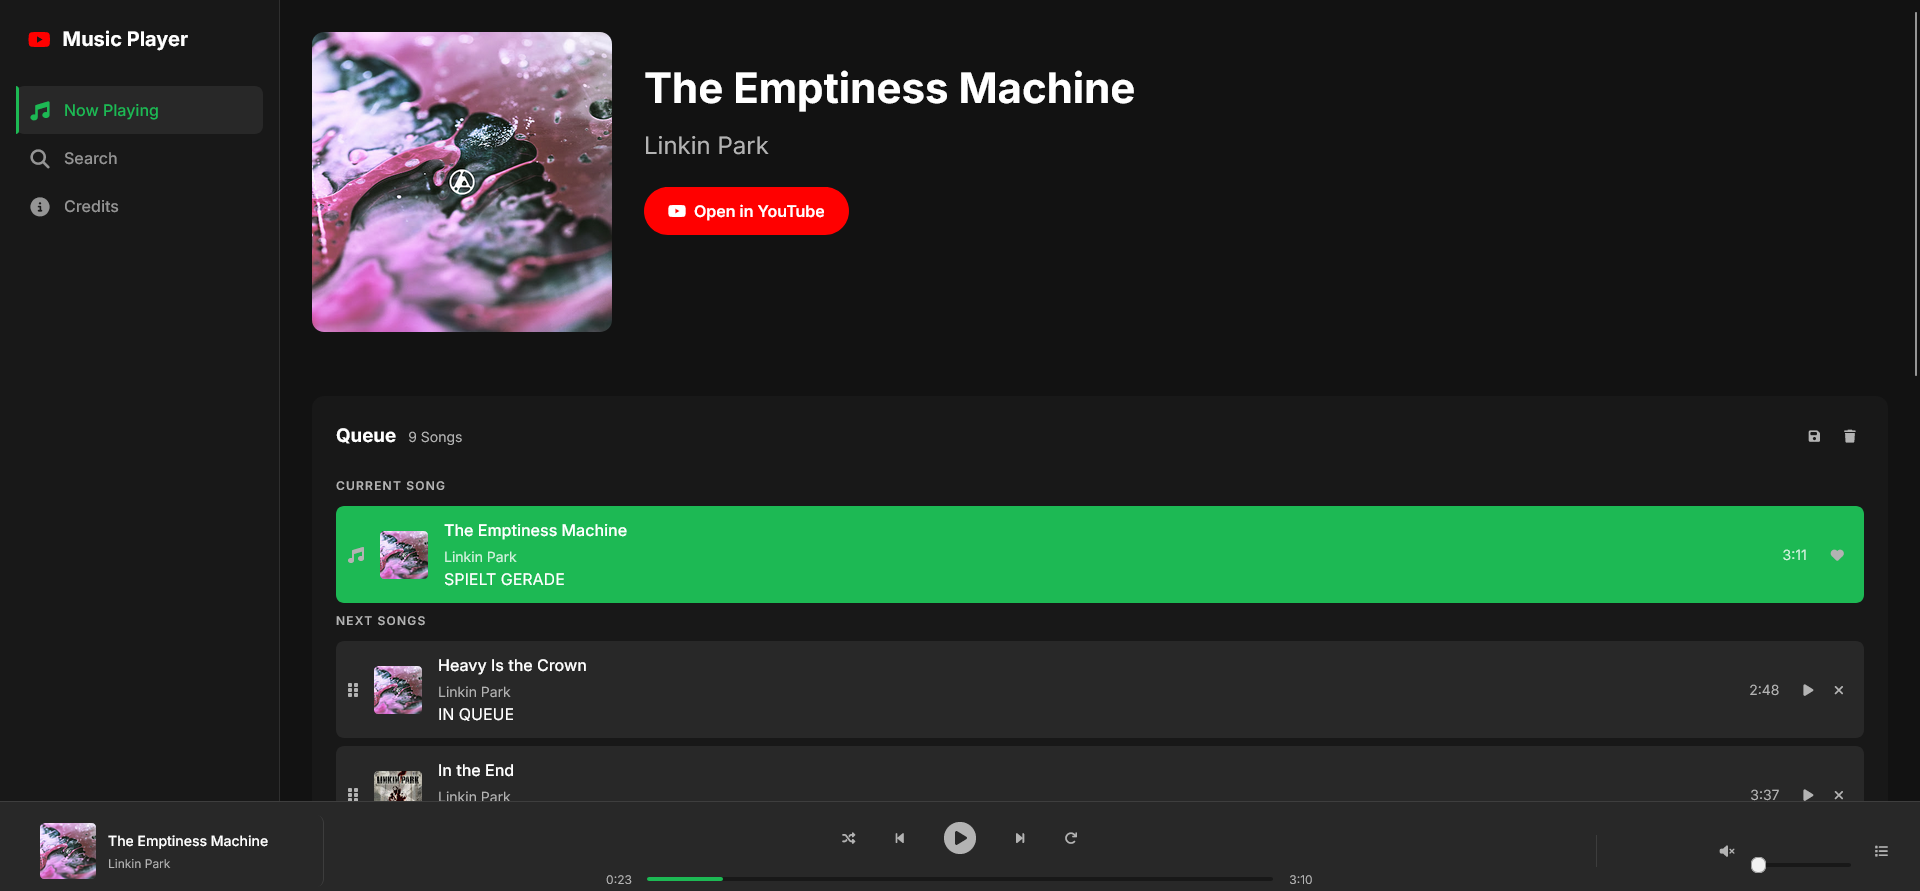 Music Player
Now Playing
Search
Credits
The Emptiness Machine
Linkin Park
Open in YouTube
Queue 9 Songs
CURRENT SONG
The Emptiness Machine
Linkin Park
SPIELT GERADE
3:11
NEXT SONGS
Heavy Is the Crown
Linkin Park
IN QUEUE
2:48
LINKIN PARK
In the End
Linkin Park
3:37
The Emptiness Machine
Linkin Park
0:23
3:10